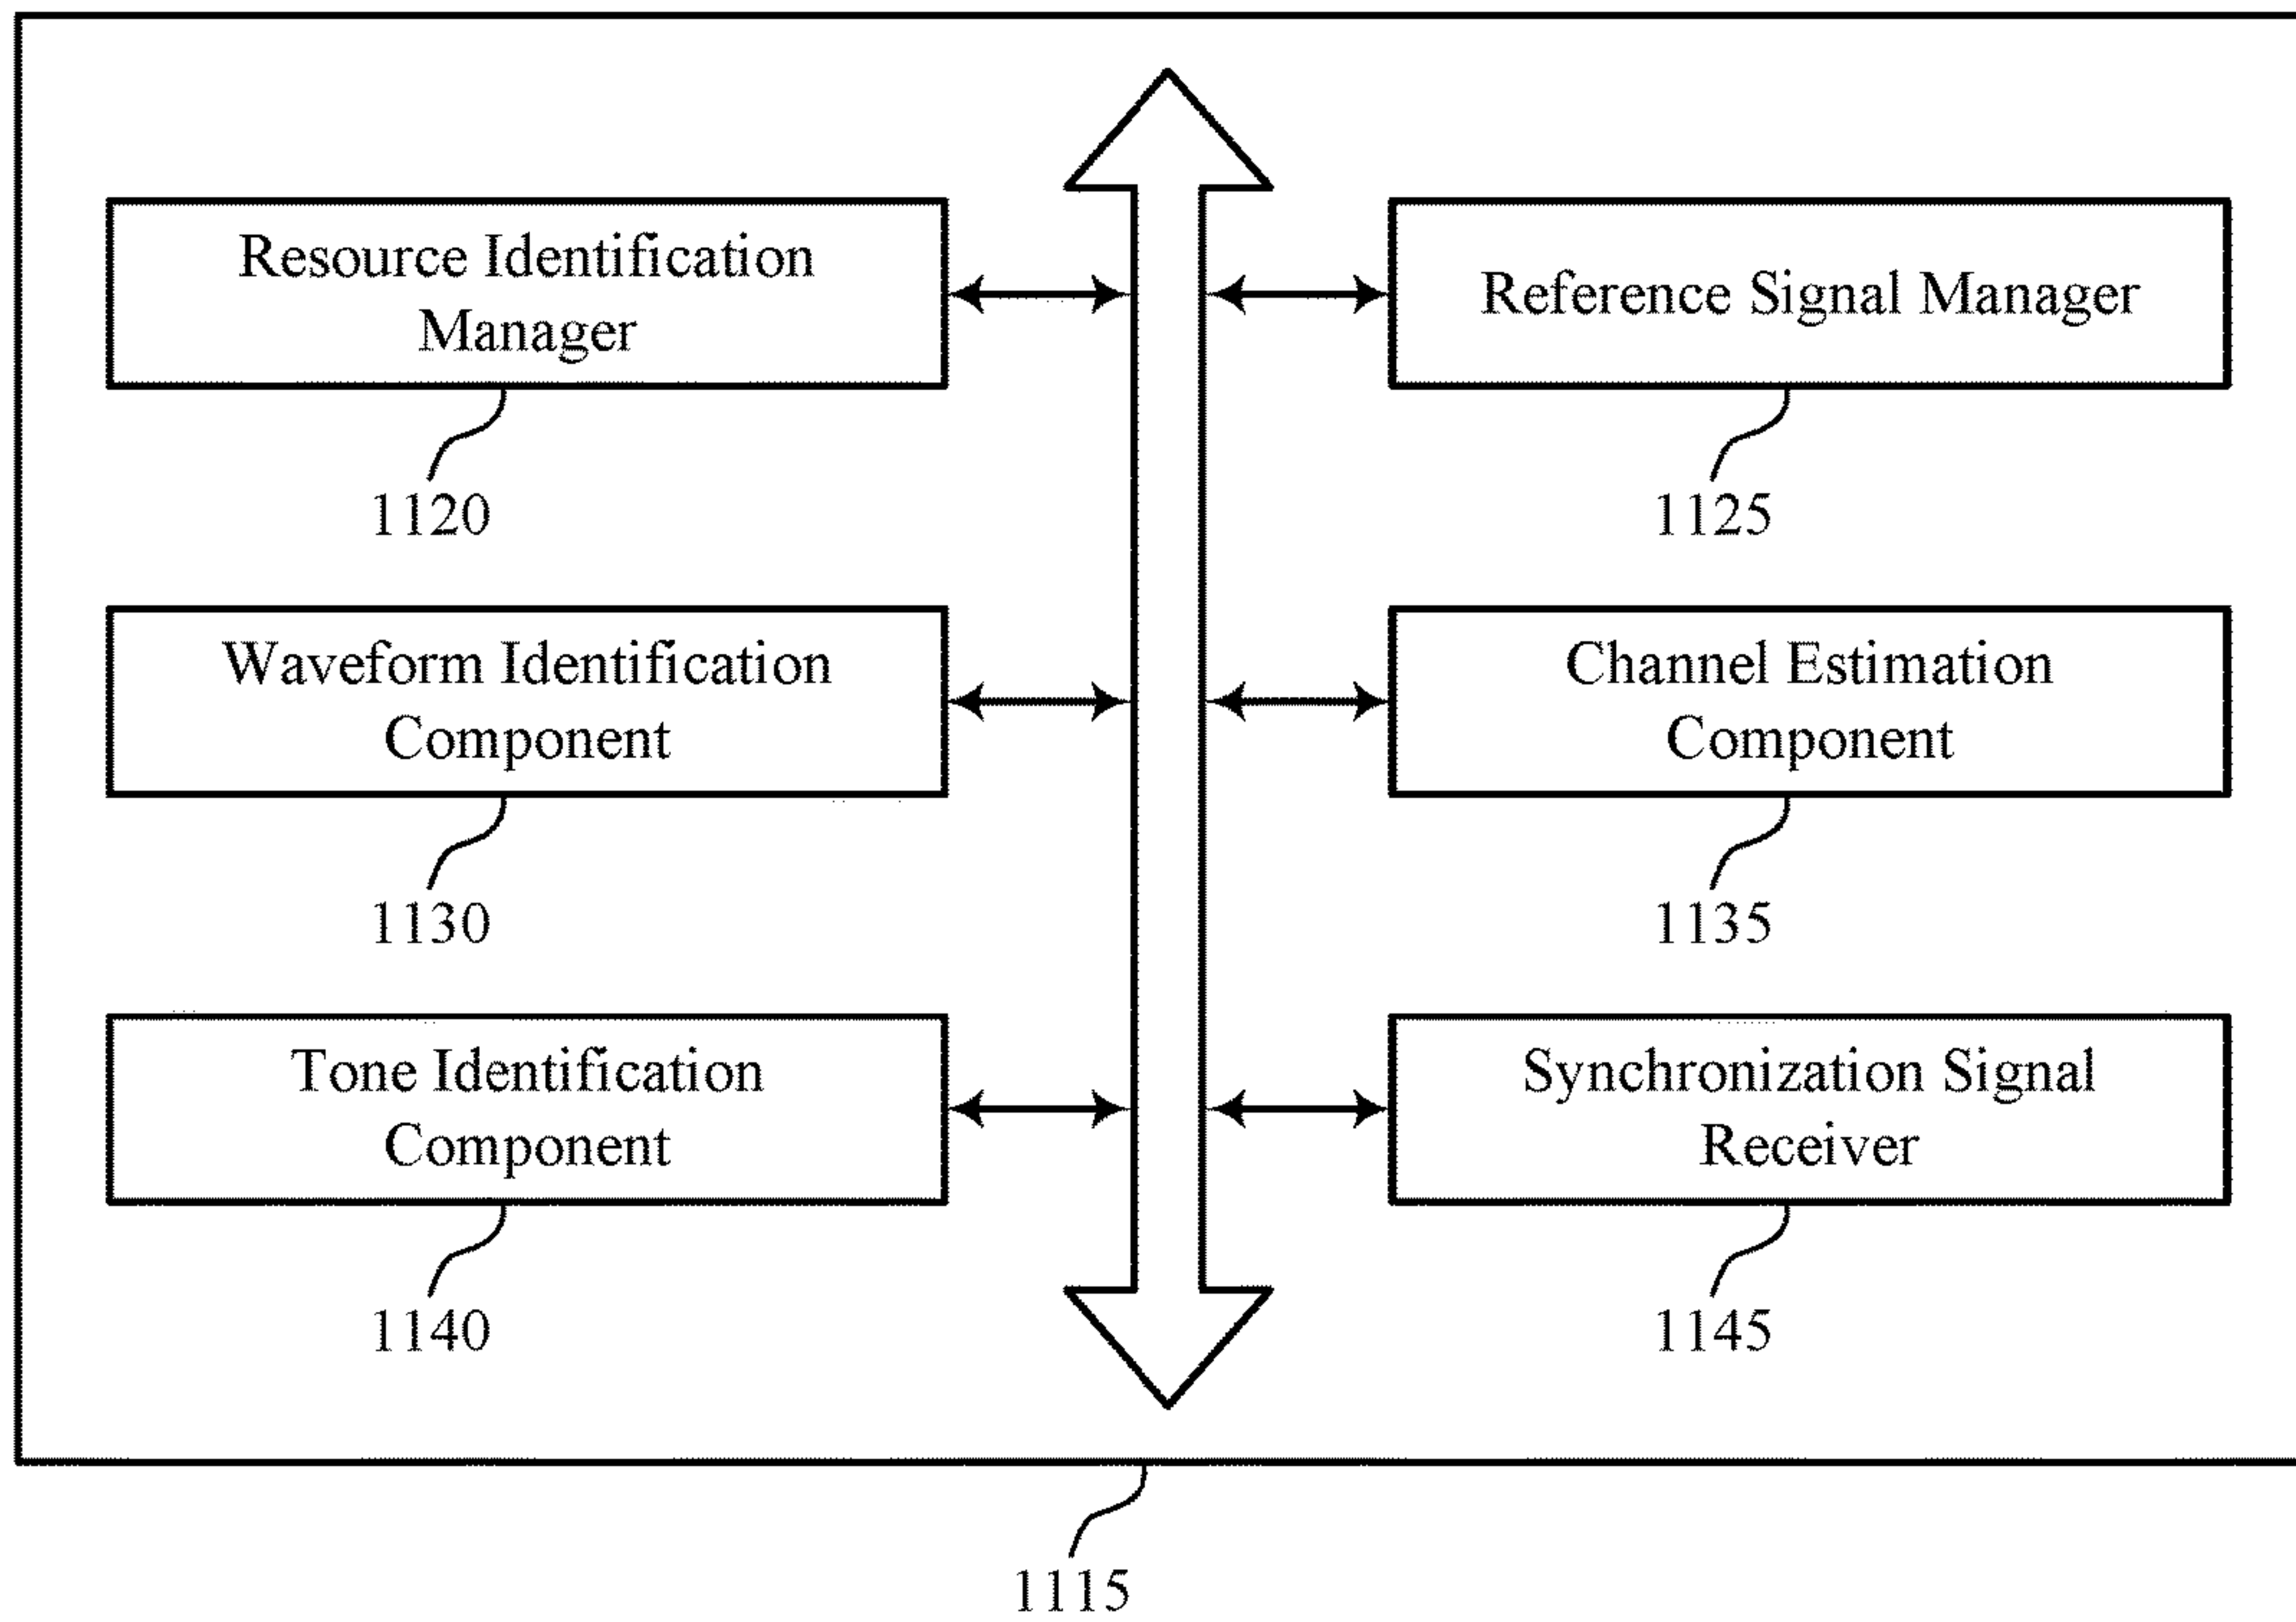 Resource Identification
Manager
1120
Reference Signal Manager
1125
Waveform Identification
Component
1130
Channel Estimation
Component
1135
Tone Identification
Component
1140
Synchronization Signal
Receiver
1145
1115